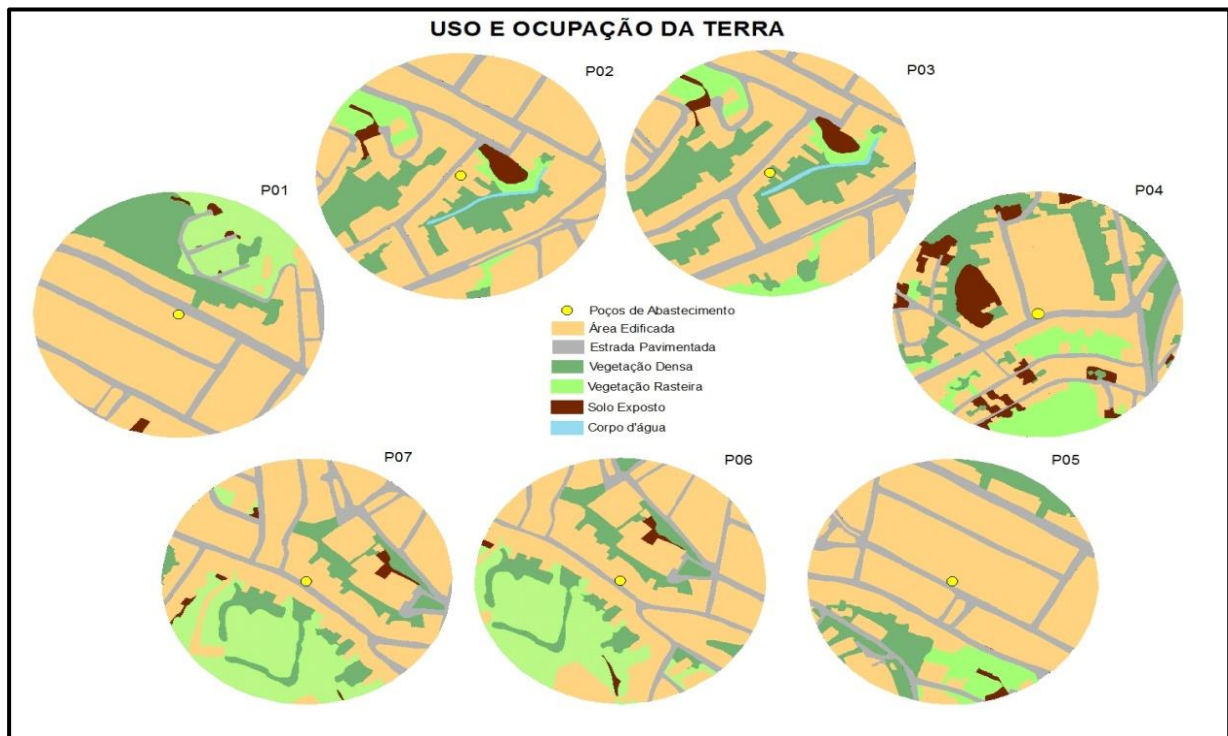 USO E OCUPAÇÃO DA TERRA
P02
P03
P01
P04
Poços de Abastecimento
Área Edificada
Estrada Pavimentada
Vegetação Densa
Vegetação Rasteira
Solo Exposto
Corpo d'água
P07
P06
P05